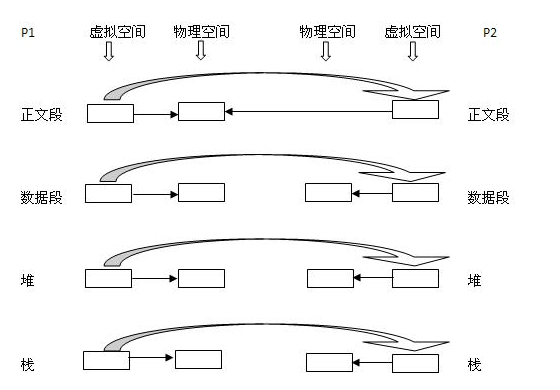 P1 虚拟空间 物理空间 物理空间 虚拟空间 P2
正文段 正文段
数据段 数据段
堆 堆
栈 栈